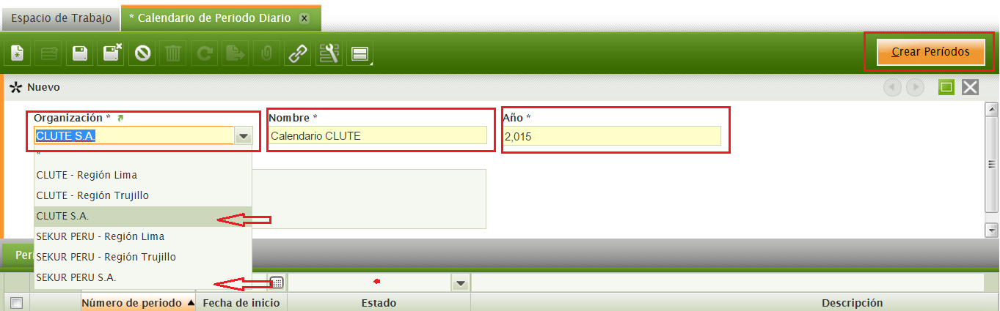 Espacio de Trabajo
* Calendario de Periodo Diario x
Crear Períodos
Nuevo
Organización *
Nombre *
Año *
CLUTE S.A.
Calendario CLUTE
2,015
*
CLUTE - Región Lima
CLUTE - Región Trujillo
CLUTE S.A.
SEKUR PERU - Región Lima
SEKUR PERU - Región Trujillo
SEKUR PERU S.A.
Número de periodo
Fecha de inicio
Estado
Descripción